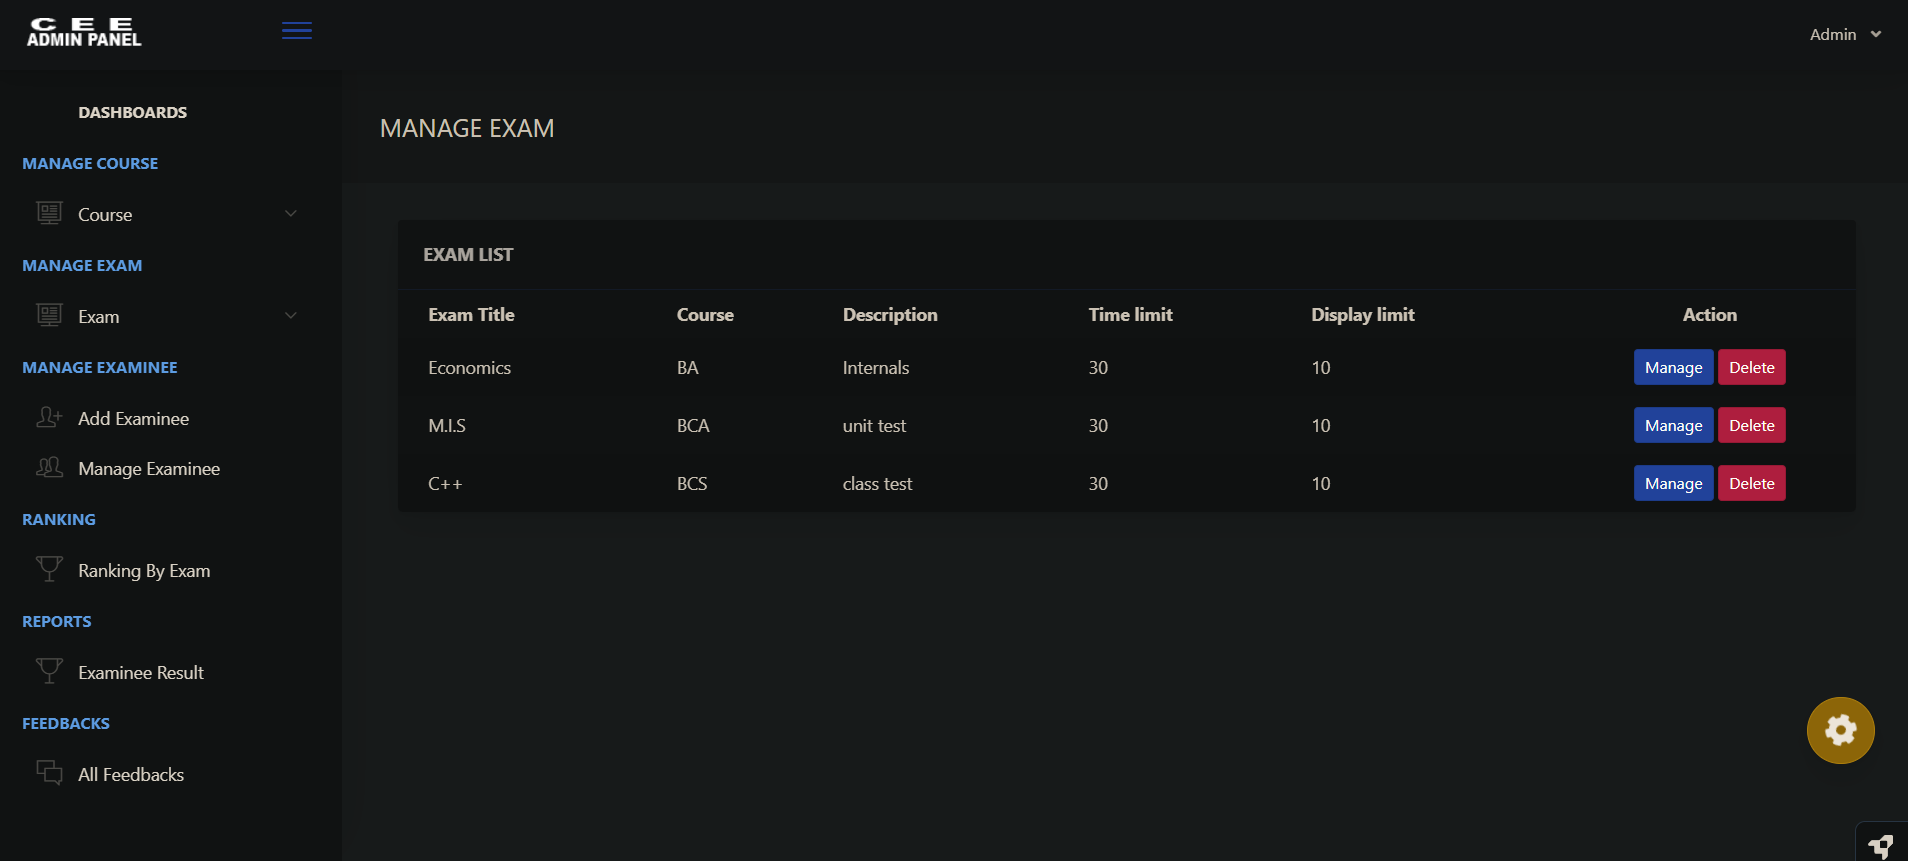 CEE
ADMIN PANEL
Admin
DASHBOARDS
MANAGE COURSE
Course
MANAGE EXAM
Exam
MANAGE EXAMINEE
Add Examinee
Manage Examinee
RANKING
Ranking By Exam
REPORTS
Examinee Result
FEEDBACKS
All Feedbacks
MANAGE EXAM
EXAM LIST
Exam Title Course Description Time limit Display limit Action
Economics BA Internals 30 10 Manage Delete
M.I.S BCA unit test 30 10 Manage Delete
C++ BCS class test 30 10 Manage Delete